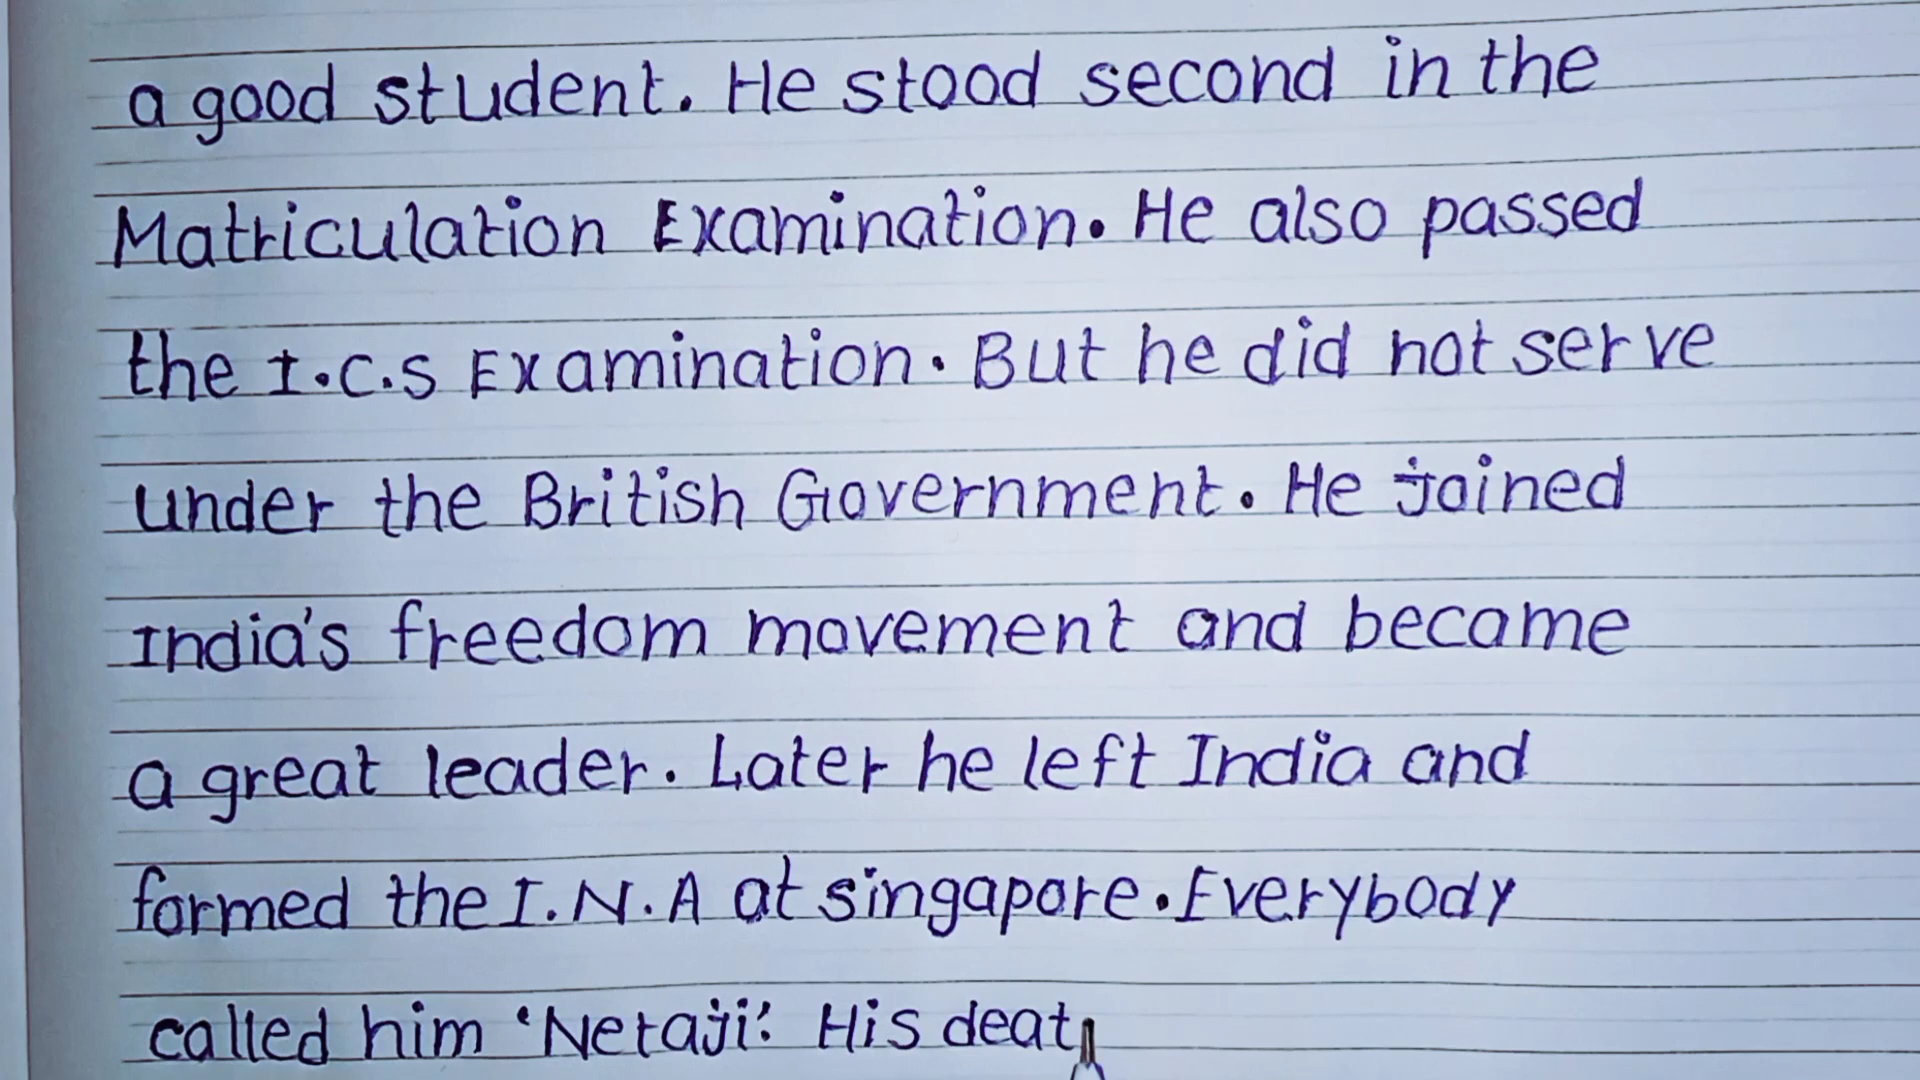 a good student. He stood second in the
Matriculation Examination. He also passed
the I.C.S Examination. But he did not serve
under the British Government. He joined
India's freedom movement and became
a great leader. Later he left India and
formed the I.N.A at singapore. Everybody
called him 'Netaji'. His deat